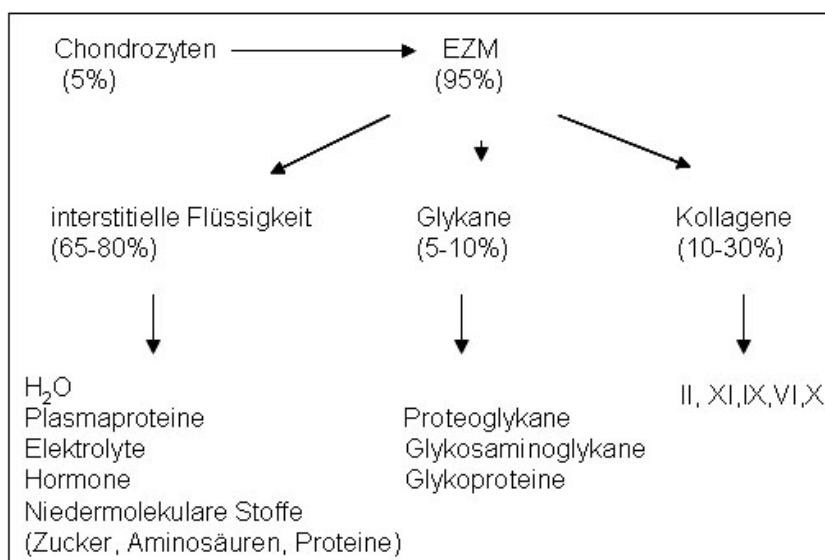 Chondrozyten
(5%)
EZM
(95%)
interstitielle Flüssigkeit
(65-80%)
Glykane
(5-10%)
Kollagene
(10-30%)
H₂O
Plasmaproteine
Elektrolyte
Hormone
Niedermolekulare Stoffe
(Zucker, Aminosäuren, Proteine)
Proteoglykane
Glykosaminoglykane
Glykoproteine
II, XI,IX,VI,X